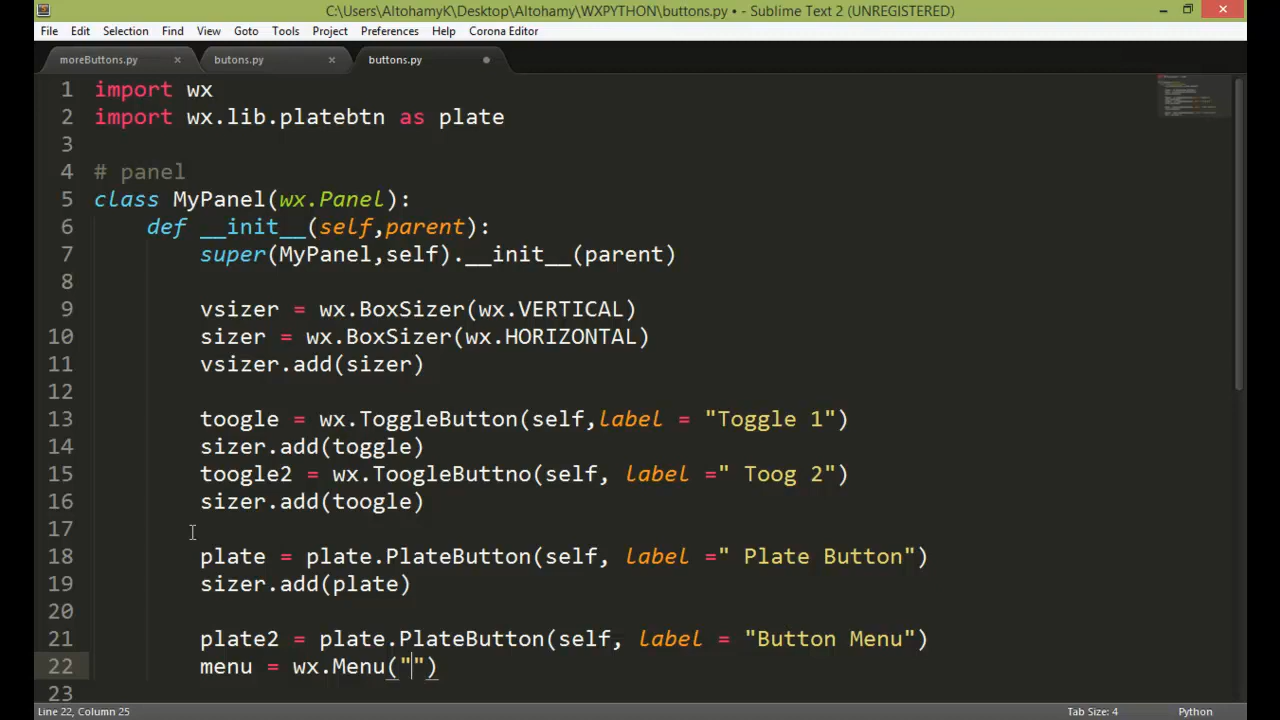 C:\Users\AltohamyK\Desktop\Altohamy\WXPYTHON\buttons.py • - Sublime Text 2 (UNREGISTERED)
File Edit Selection Find View Goto Tools Project Preferences Help Corona Editor
moreButtons.py × butons.py × buttons.py
1 import wx
2 import wx.lib.platebtn as plate
3
4 # panel
5 class MyPanel(wx.Panel):
6 def __init__(self,parent):
7 super(MyPanel,self).__init__(parent)
8
9 vsizer = wx.BoxSizer(wx.VERTICAL)
10 sizer = wx.BoxSizer(wx.HORIZONTAL)
11 vsizer.add(sizer)
12
13 toogle = wx.ToggleButton(self,label = "Toggle 1")
14 sizer.add(toggle)
15 toogle2 = wx.ToogleButtno(self, label =" Toog 2")
16 sizer.add(toogle)
17
18 plate = plate.PlateButton(self, label =" Plate Button")
19 sizer.add(plate)
20
21 plate2 = plate.PlateButton(self, label = "Button Menu")
22 menu = wx.Menu("")
23
Line 22, Column 25 Tab Size: 4 Python